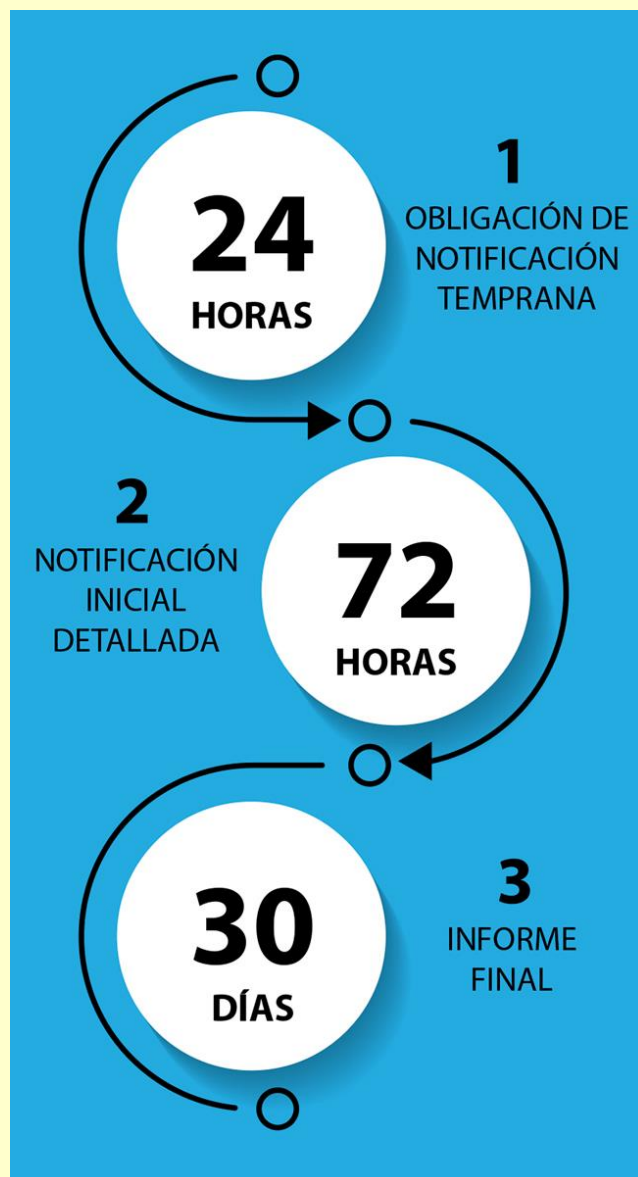 24
HORAS
1
OBLIGACIÓN DE
NOTIFICACIÓN
TEMPRANA
2
NOTIFICACIÓN
INICIAL
DETALLADA
72
HORAS
30
DÍAS
3
INFORME
FINAL